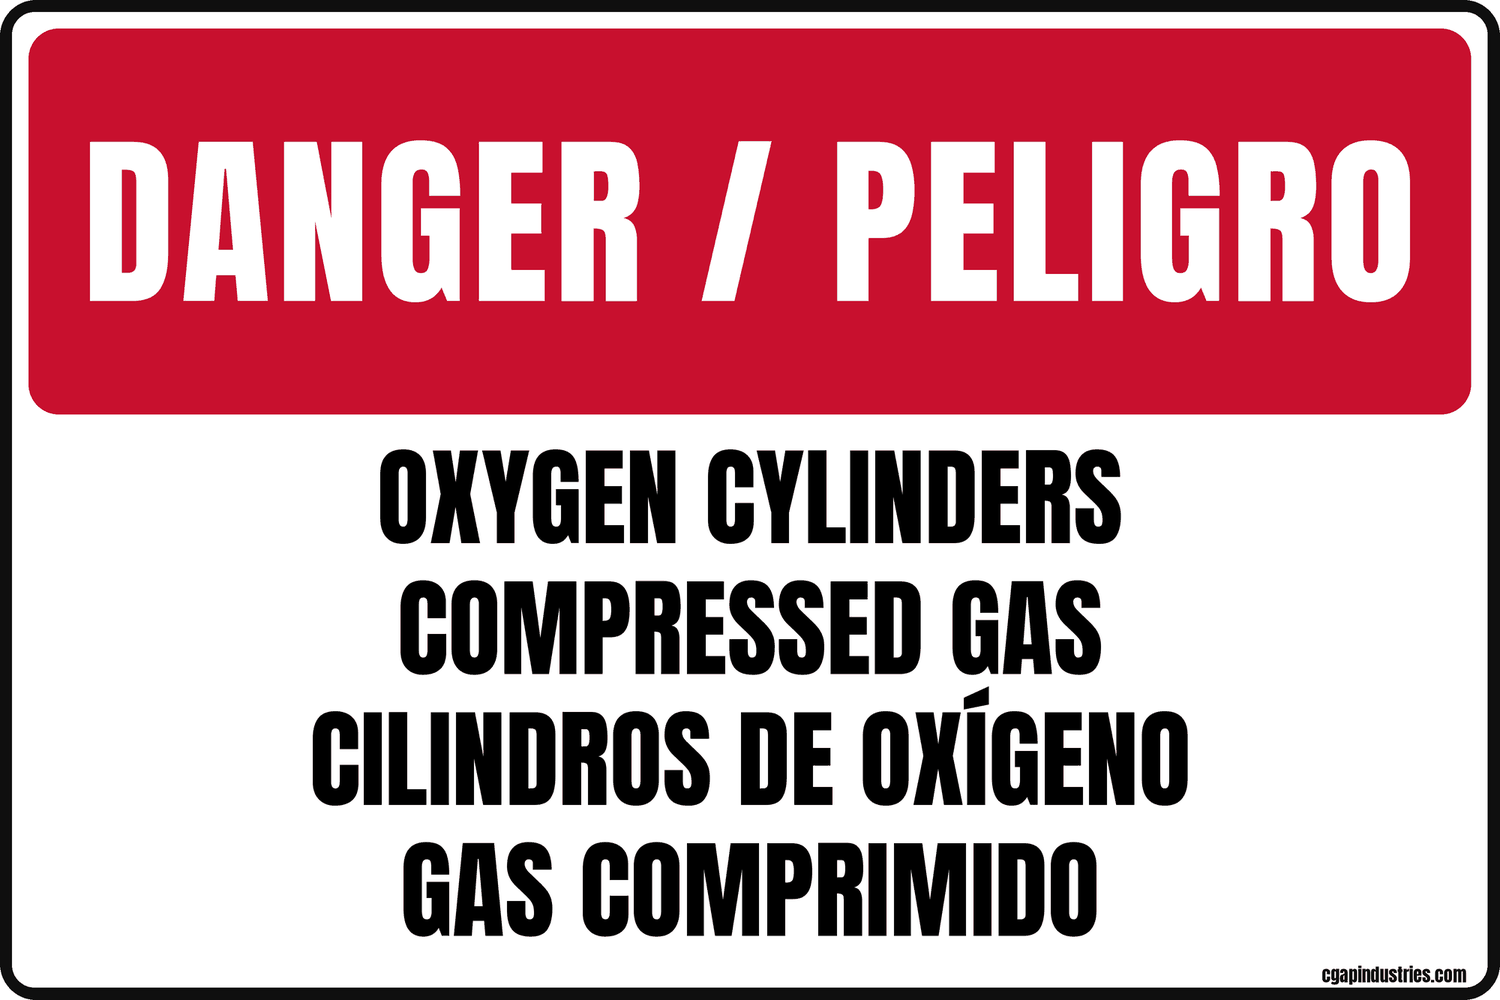 DANGER / PELIGRO
OXYGEN CYLINDERS
COMPRESSED GAS
CILINDROS DE OXÍGENO
GAS COMPRIMIDO
cgapindustries.com